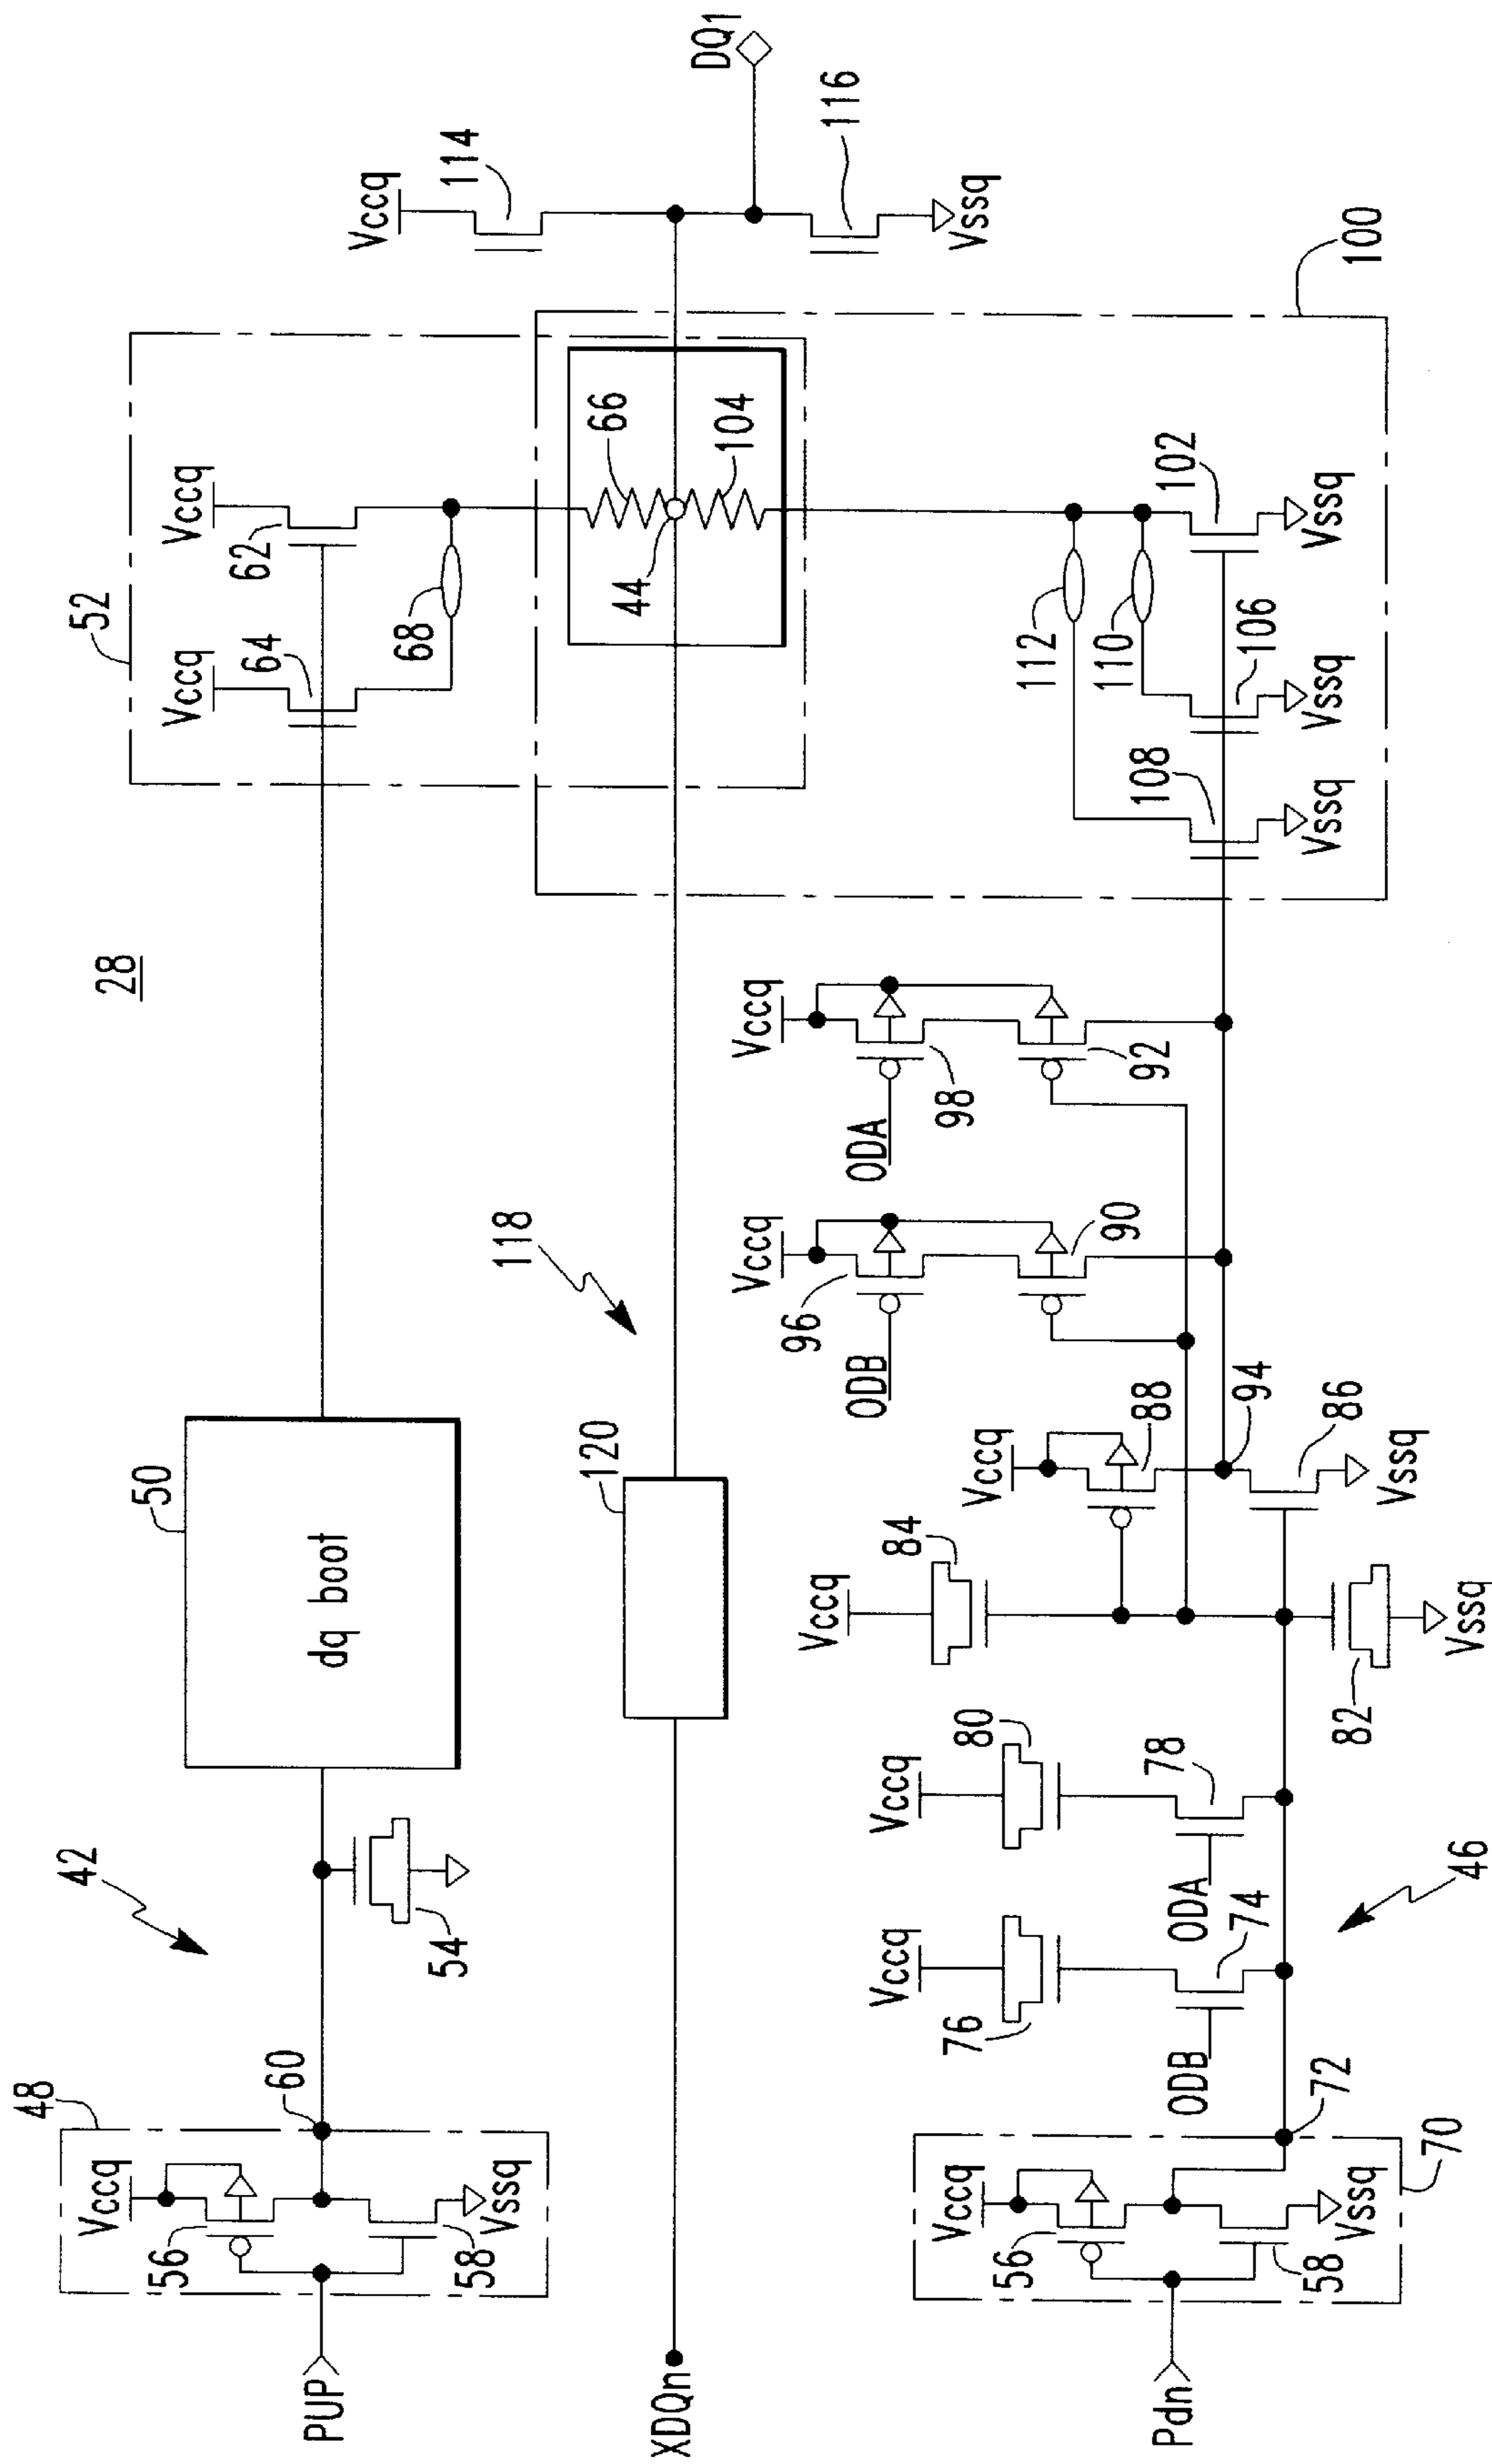 28
42
48
Vccq
56
58
Vssq
PUP
60
54
50
dq boot
52
Vccq
64
Vccq
62
68
Vccq
114
DQ1
116
Vssq
66
44
104
118
120
XDQn
100
112
110
102
Vssq
106
Vssq
108
Vssq
Vccq
ODA
98
92
Vccq
ODB
96
90
Vccq
88
94
86
Vssq
Vccq
84
82
Vssq
Vccq
80
78
ODA
Vccq
76
74
ODB
46
72
70
Vccq
56
58
Vssq
Pdn